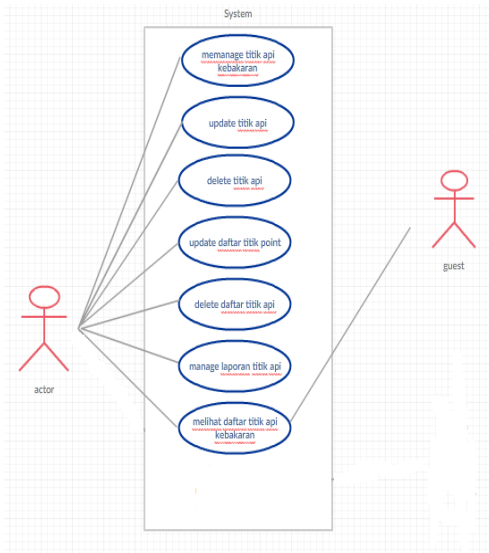 System
memanage titik api
kebakaran
update titik api
delete titik api
update daftar titik point
delete daftar titik api
manage laporan titik api
melihat daftar titik api
kebakaran
actor
guest